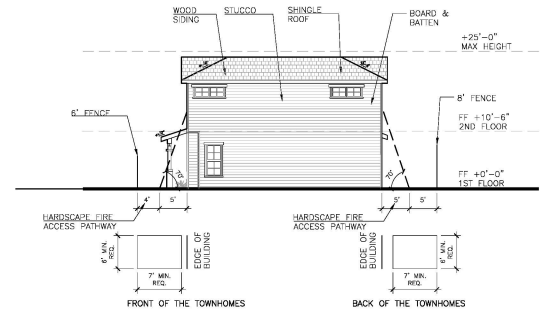 WOOD
SIDING
STUCCO
SHINGLE
ROOF
BOARD &
BATTEN
+25'-0"
MAX HEIGHT
6' FENCE
8' FENCE
FF +10'-6"
2ND FLOOR
70°
70°
FF +0'-0"
1ST FLOOR
4'
5'
5'
5'
HARDSCAPE FIRE
ACCESS PATHWAY
HARDSCAPE FIRE
ACCESS PATHWAY
6' MIN.
REQ.
EDGE OF
BUILDING
7' MIN.
REQ.
EDGE OF
BUILDING
6' MIN.
REQ.
7' MIN.
REQ.
FRONT OF THE TOWNHOMES
BACK OF THE TOWNHOMES